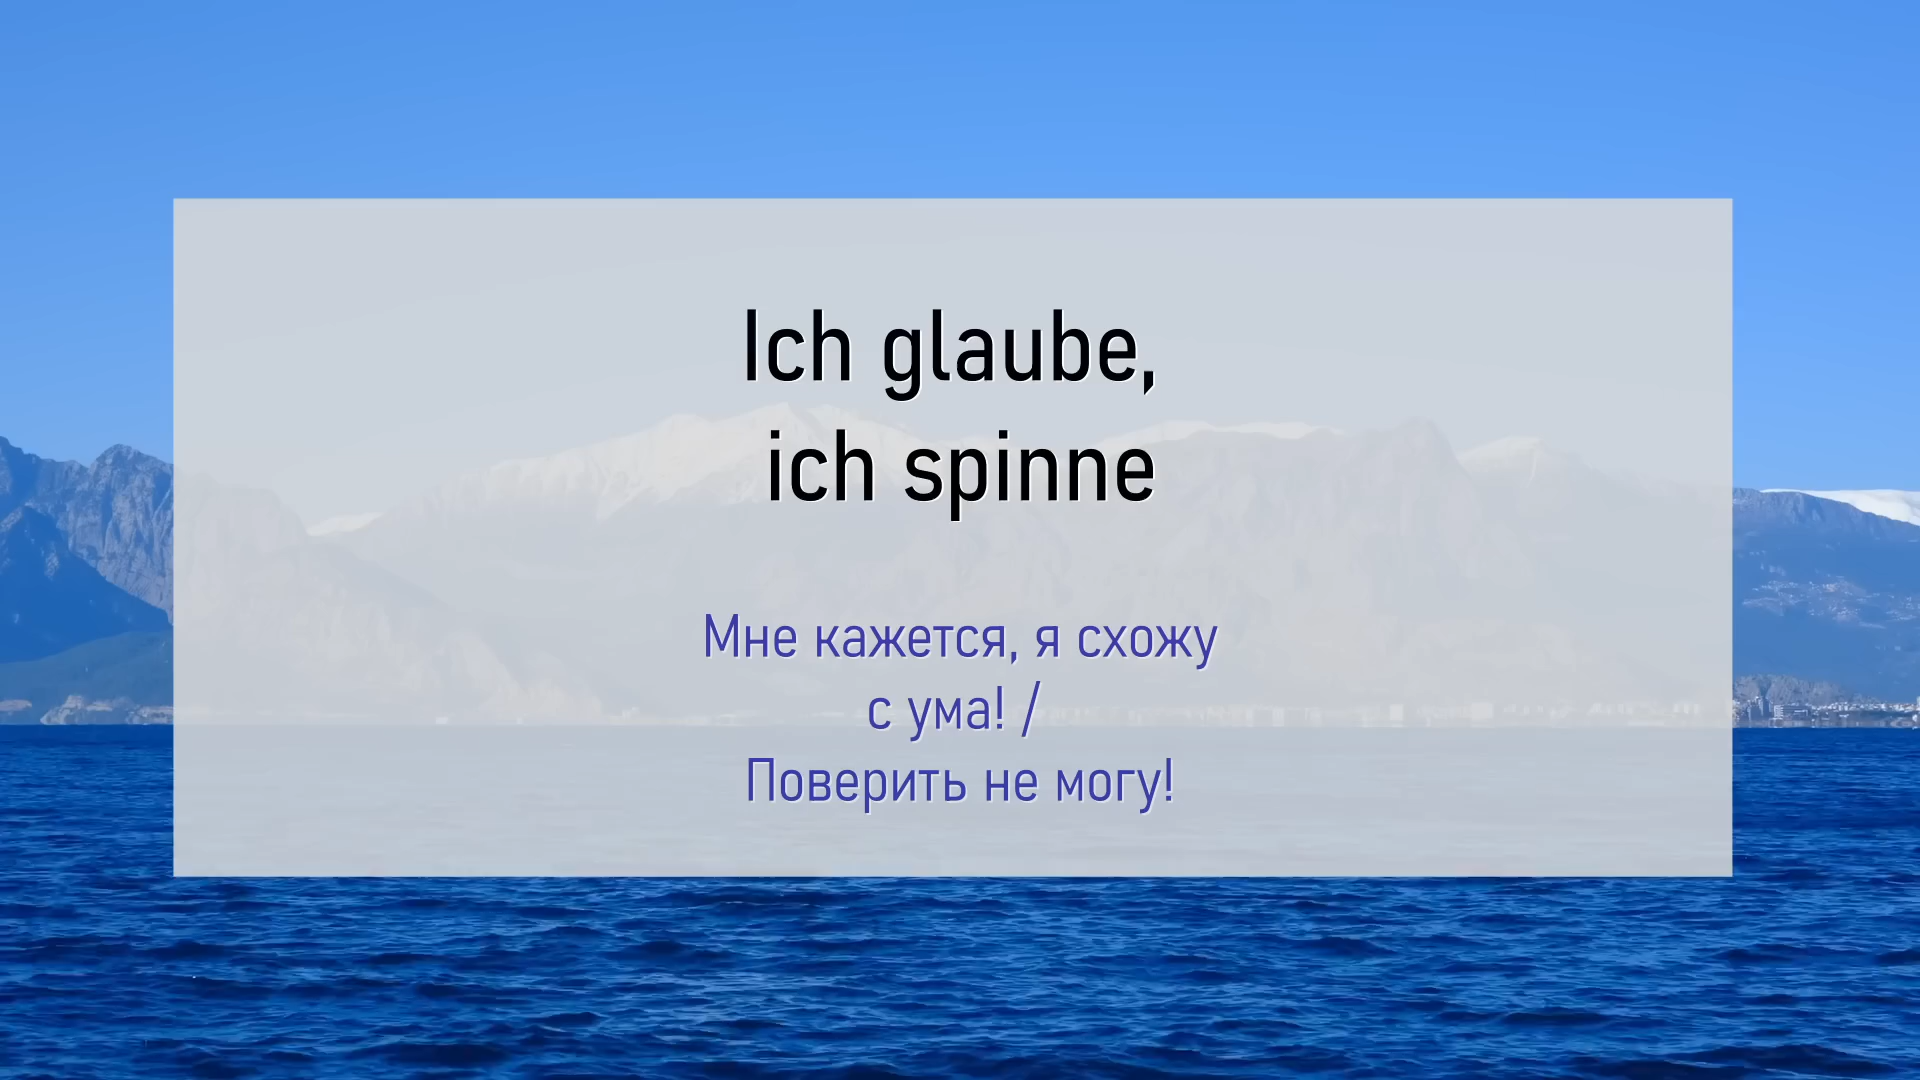 Ich glaube,
ich spinne
Мне кажется, я схожу
с ума! /
Поверить не могу!